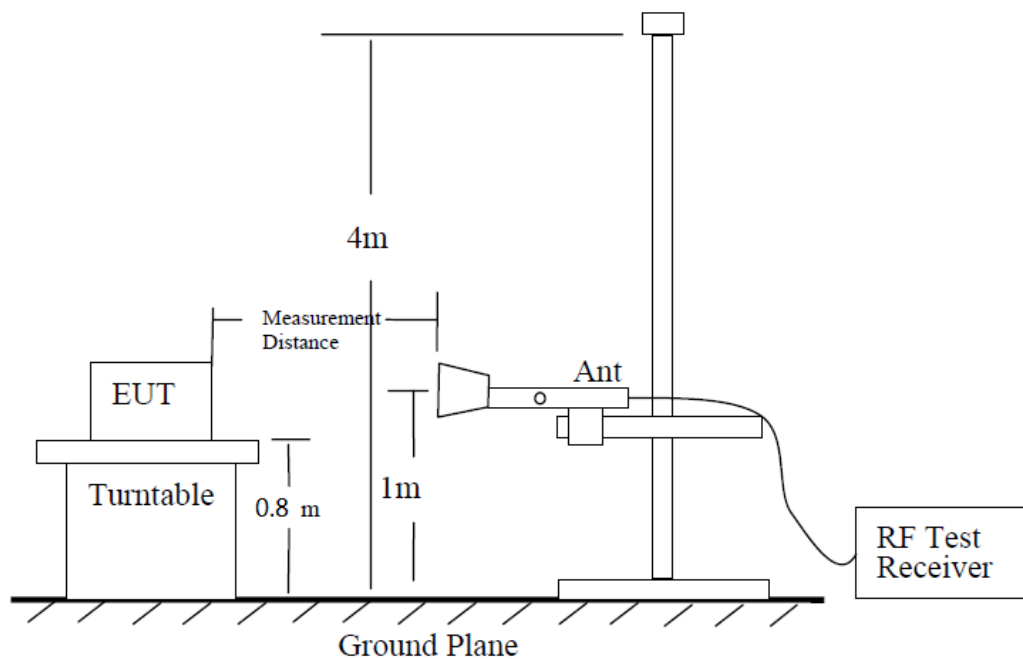 4m
Measurement
Distance
EUT
Ant
Turntable
0.8 m
1m
RF Test
Receiver
Ground Plane